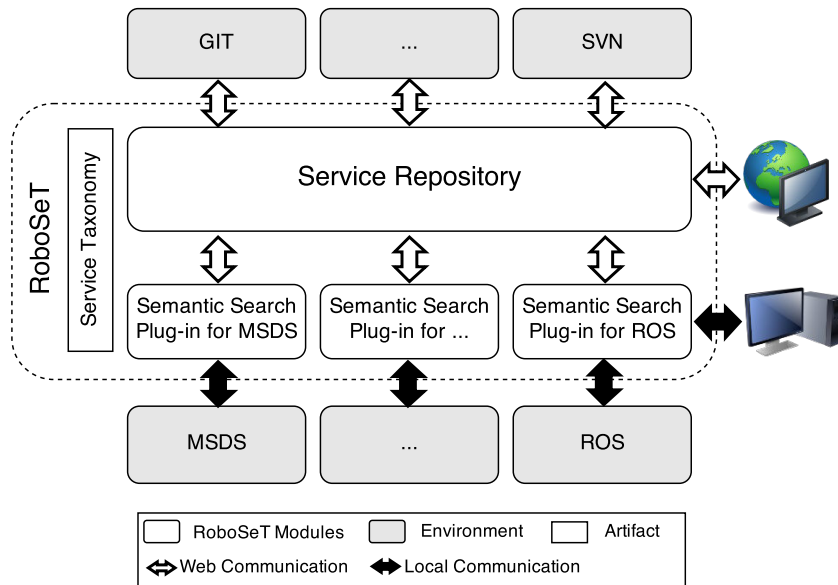 GIT
...
SVN
RoboSeT
Service Taxonomy
Service Repository
Semantic Search
Plug-in for MSDS
Semantic Search
Plug-in for ...
Semantic Search
Plug-in for ROS
MSDS
...
ROS
RoboSeT Modules
Environment
Artifact
Web Communication
Local Communication